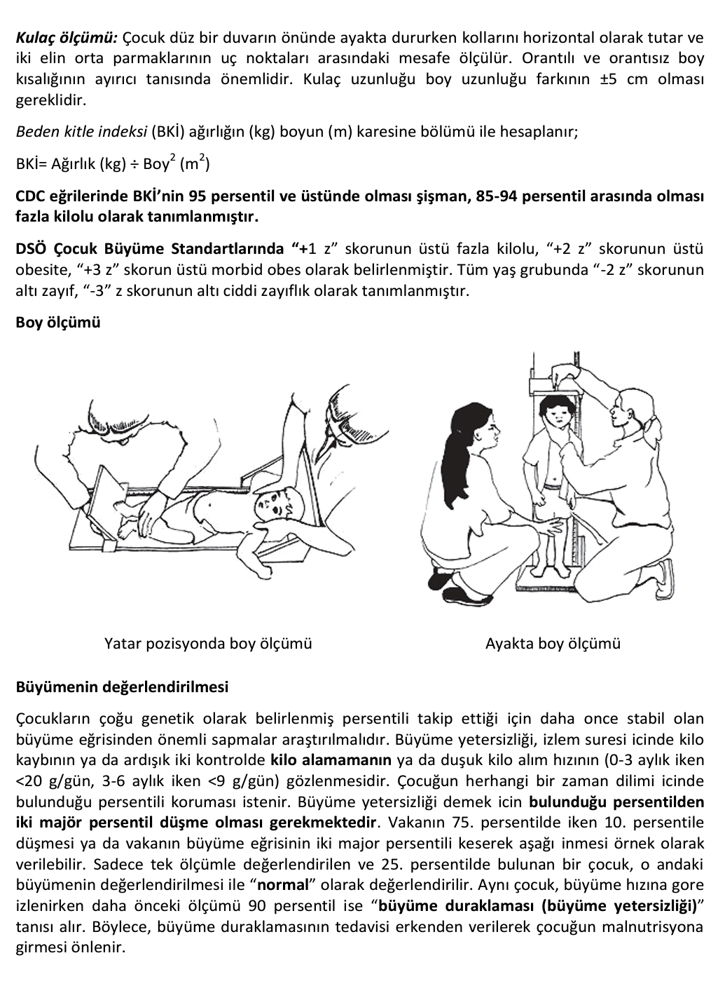 Kulaç ölçümü: Çocuk düz bir duvarın önünde ayakta dururken kollarını horizontal olarak tutar ve
iki elin orta parmaklarının uç noktaları arasındaki mesafe ölçülür. Orantılı ve orantısız boy
kısalığının ayırıcı tanısında önemlidir. Kulaç uzunluğu boy uzunluğu farkının ±5 cm olması
gereklidir.
Beden kitle indeksi (BKİ) ağırlığın (kg) boyun (m) karesine bölümü ile hesaplanır;
BKİ= Ağırlık (kg) ÷ Boy² (m²)
CDC eğrilerinde BKİ’nin 95 persentil ve üstünde olması şişman, 85-94 persentil arasında olması
fazla kilolu olarak tanımlanmıştır.
DSÖ Çocuk Büyüme Standartlarında “+1 z” skorunun üstü fazla kilolu, “+2 z” skorunun üstü
obesite, “+3 z” skorun üstü morbid obes olarak belirlenmiştir. Tüm yaş grubunda “-2 z” skorunun
altı zayıf, “-3” z skorunun altı ciddi zayıflık olarak tanımlanmıştır.
Boy ölçümü
Yatar pozisyonda boy ölçümü
Ayakta boy ölçümü
Büyümenin değerlendirilmesi
Çocukların çoğu genetik olarak belirlenmiş persentili takip ettiği için daha once stabil olan
büyüme eğrisinden önemli sapmalar araştırılmalıdır. Büyüme yetersizliği, izlem suresi icinde kilo
kaybının ya da ardışık iki kontrolde kilo alamamanın ya da duşuk kilo alım hızının (0-3 aylık iken
<20 g/gün, 3-6 aylık iken <9 g/gün) gözlenmesidir. Çocuğun herhangi bir zaman dilimi icinde
bulunduğu persentili koruması istenir. Büyüme yetersizliği demek icin bulunduğu persentilden
iki majör persentil düşme olması gerekmektedir. Vakanın 75. persentilde iken 10. persentile
düşmesi ya da vakanın büyüme eğrisinin iki major persentili keserek aşağı inmesi örnek olarak
verilebilir. Sadece tek ölçümle değerlendirilen ve 25. persentilde bulunan bir çocuk, o andaki
büyümenin değerlendirilmesi ile “normal” olarak değerlendirilir. Aynı çocuk, büyüme hızına gore
izlenirken daha önceki ölçümü 90 persentil ise “büyüme duraklaması (büyüme yetersizliği)”
tanısı alır. Böylece, büyüme duraklamasının tedavisi erkenden verilerek çocuğun malnutrisyona
girmesi önlenir.